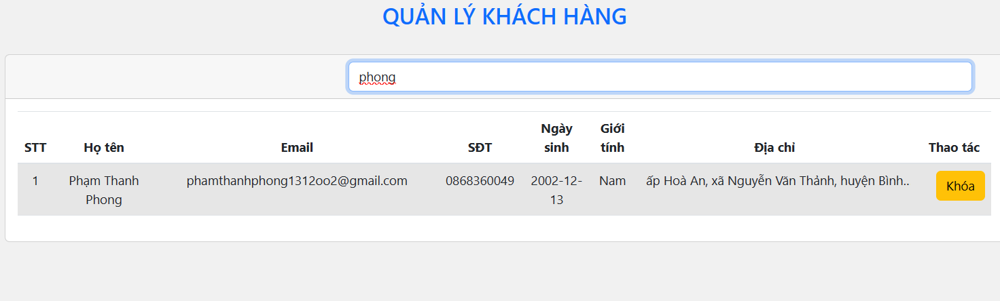 QUẢN LÝ KHÁCH HÀNG
phong
STT Họ tên Email SĐT Ngày sinh Giới tính Địa chỉ Thao tác
1 Phạm Thanh Phong phamthanhphong1312oo2@gmail.com 0868360049 2002-12-13 Nam ấp Hoà An, xã Nguyễn Văn Thảnh, huyện Bình.. Khóa